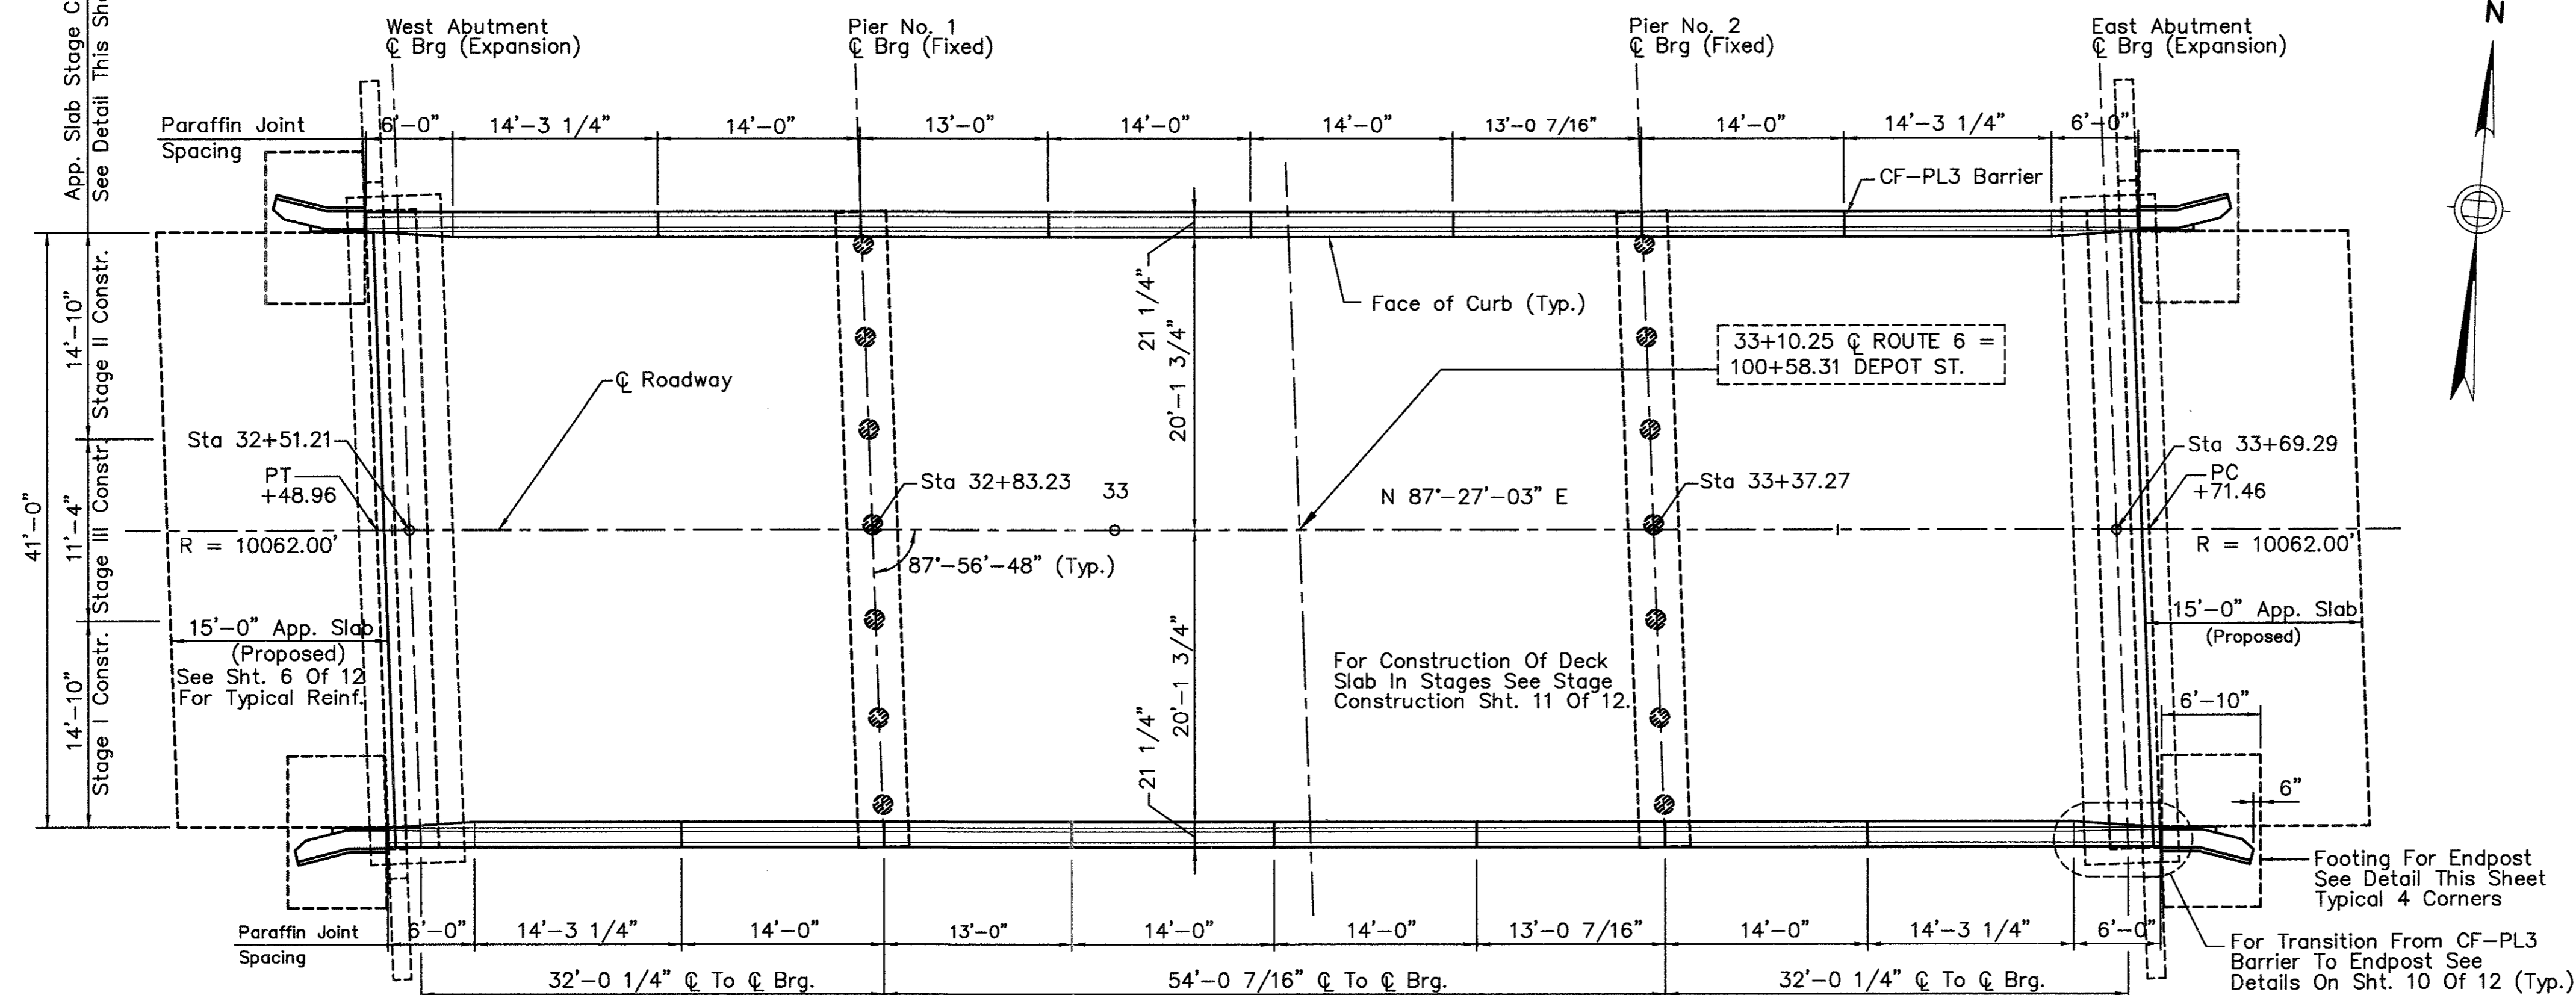 West Abutment
℄ Brg (Expansion)
Pier No. 1
℄ Brg (Fixed)
Pier No. 2
℄ Brg (Fixed)
East Abutment
℄ Brg (Expansion)
N
App. Slab Stage
See Detail This
Paraffin Joint
Spacing
6'-0"
14'-3 1/4"
14'-0"
13'-0"
14'-0"
14'-0"
13'-0 7/16"
14'-0"
14'-3 1/4"
6'-0"
CF-PL3 Barrier
21 1/4"
20'-1 3/4"
Face of Curb (Typ.)
33+10.25 ℄ ROUTE 6 =
100+58.31 DEPOT ST.
℄ Roadway
41'-0"
14'-10"
Stage II Constr.
11'-4"
Stage III Constr.
14'-10"
Stage I Constr.
Sta 32+51.21
PT
+48.96
R = 10062.00'
Sta 32+83.23
33
87°-56'-48" (Typ.)
N 87°-27'-03" E
Sta 33+37.27
Sta 33+69.29
PC
+71.46
R = 10062.00'
15'-0" App. Slab
(Proposed)
See Sht. 6 Of 12
For Typical Reinf.
15'-0" App. Slab
(Proposed)
20'-1 3/4"
21 1/4"
For Construction Of Deck
Slab In Stages See Stage
Construction Sht. 11 Of 12.
6'-10"
6"
Footing For Endpost
See Detail This Sheet
Typical 4 Corners
For Transition From CF-PL3
Barrier To Endpost See
Details On Sht. 10 Of 12 (Typ.)
Paraffin Joint
Spacing
6'-0"
14'-3 1/4"
14'-0"
13'-0"
14'-0"
14'-0"
13'-0 7/16"
14'-0"
14'-3 1/4"
6'-0"
32'-0 1/4" ℄ To ℄ Brg.
54'-0 7/16" ℄ To ℄ Brg.
32'-0 1/4" ℄ To ℄ Brg.